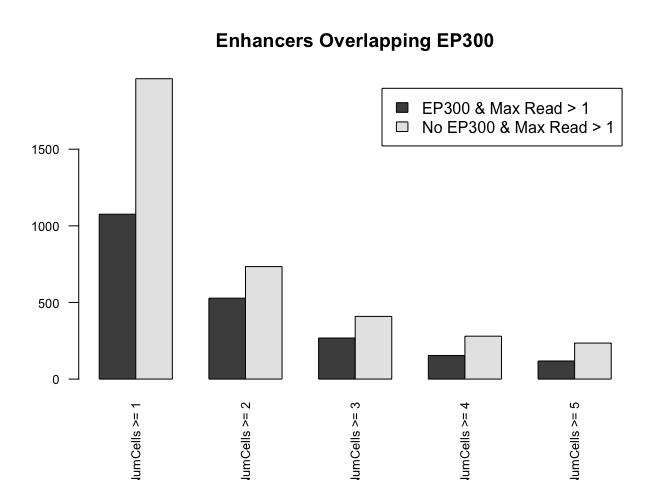 Enhancers Overlapping EP300
EP300 & Max Read > 1
No EP300 & Max Read > 1
1500
1000
500
0
NumCells >= 1
NumCells >= 2
NumCells >= 3
NumCells >= 4
NumCells >= 5